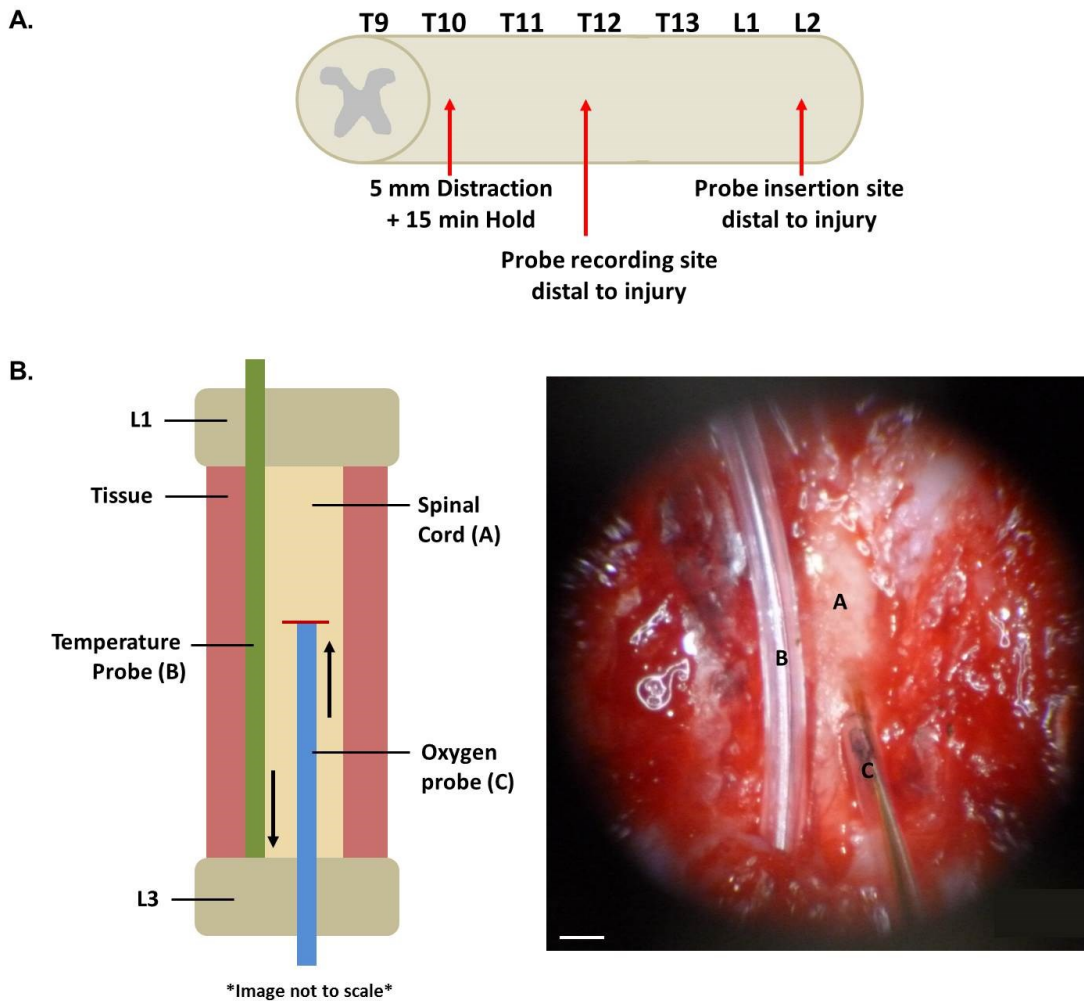 A.
T9 T10 T11 T12 T13 L1 L2
5 mm Distraction
+ 15 min Hold
Probe insertion site
distal to injury
Probe recording site
distal to injury
B.
L1
Tissue
Spinal
Cord (A)
Temperature
Probe (B)
Oxygen
probe (C)
L3
*Image not to scale*
A
B
C